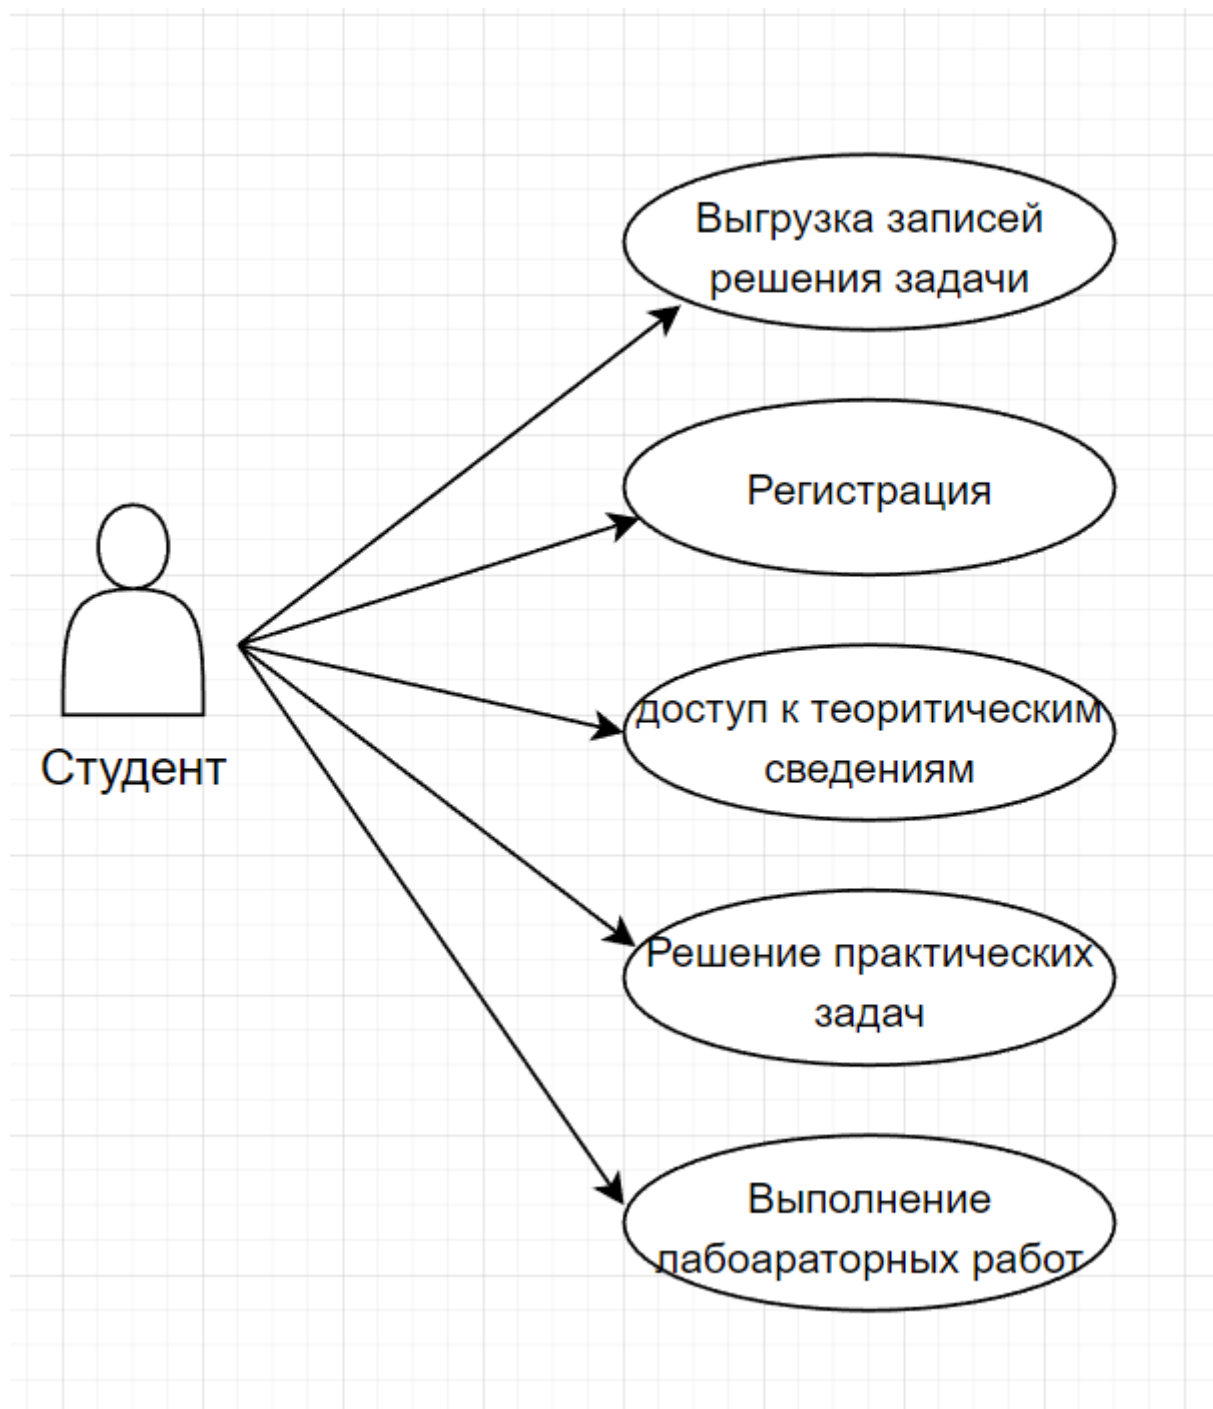 Выгрузка записей
решения задачи
Регистрация
Студент
доступ к теоритическим
сведениям
Решение практических
задач
Выполнение
лабоараторных работ